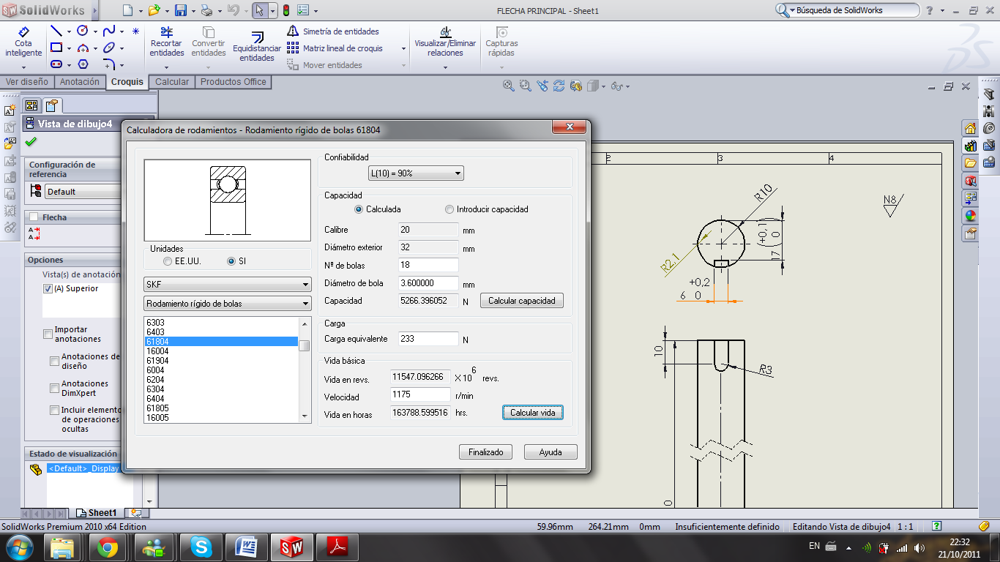 SolidWorks
FLECHA PRINCIPAL - Sheet1
Búsqueda de SolidWorks
Cota inteligente
Recortar entidades
Convertir entidades
Equidistanciar entidades
Simetría de entidades
Matriz lineal de croquis
Mover entidades
Visualizar/Eliminar relaciones
Capturas rápidas
Ver diseño
Anotación
Croquis
Calcular
Productos Office
Vista de dibujo4
Configuración de referencia
Default
Flecha
Opciones
Vista(s) de anotación
(A) Superior
Importar anotaciones
Anotaciones de diseño
Anotaciones DimXpert
Incluir elemento
de operaciones
ocultas
Estado de visualización
<Default>_Display
Calculadora de rodamientos - Rodamiento rígido de bolas 61804
Unidades
EE.UU.
SI
SKF
Rodamiento rígido de bolas
6303
6403
61804
16004
61904
6004
6204
6304
6404
61805
16005
Confiabilidad
L(10) = 90%
Capacidad
Calculada
Introducir capacidad
Calibre 20 mm
Diámetro exterior 32 mm
Nº de bolas 18
Diámetro de bola 3.600000 mm
Capacidad 5266.396052 N
Calcular capacidad
Carga
Carga equivalente 233 N
Vida básica
Vida en revs. 11547.096266 X 10 6 revs.
Velocidad 1175 r/min
Vida en horas 163788.599516 hrs.
Calcular vida
Finalizado
Ayuda
2
3
4
R10
N8
R2,1
17 (+0,1 0)
+0,2
6 0
10
R3
0
Sheet1
SolidWorks Premium 2010 x64 Edition
59.96mm
264.21mm
0mm
Insuficientemente definido
Editando Vista de dibujo4
1 : 1
EN
22:32
21/10/2011